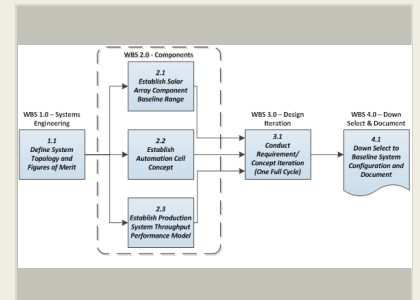 WBS 2.0 - Components
2.1
Establish Solar
Array Component
Baseline Range
WBS 1.0 – Systems
Engineering
1.1
Define System
Topology and
Figures of Merit
2.2
Establish
Automation Cell
Concept
2.3
Establish Production
System Throughput
Performance Model
WBS 3.0 – Design
Iteration
3.1
Conduct
Requirement/
Concept Iteration
(One Full Cycle)
WBS 4.0 – Down
Select & Document
4.1
Down Select to
Baseline System
Configuration and
Document